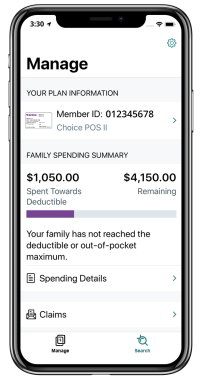 3:30
Manage
YOUR PLAN INFORMATION
Member ID: 012345678
Choice POS II
FAMILY SPENDING SUMMARY
$1,050.00 $4,150.00
Spent Towards Remaining
Deductible
Your family has not reached the
deductible or out-of-pocket
maximum.
Spending Details
Claims
Manage Search